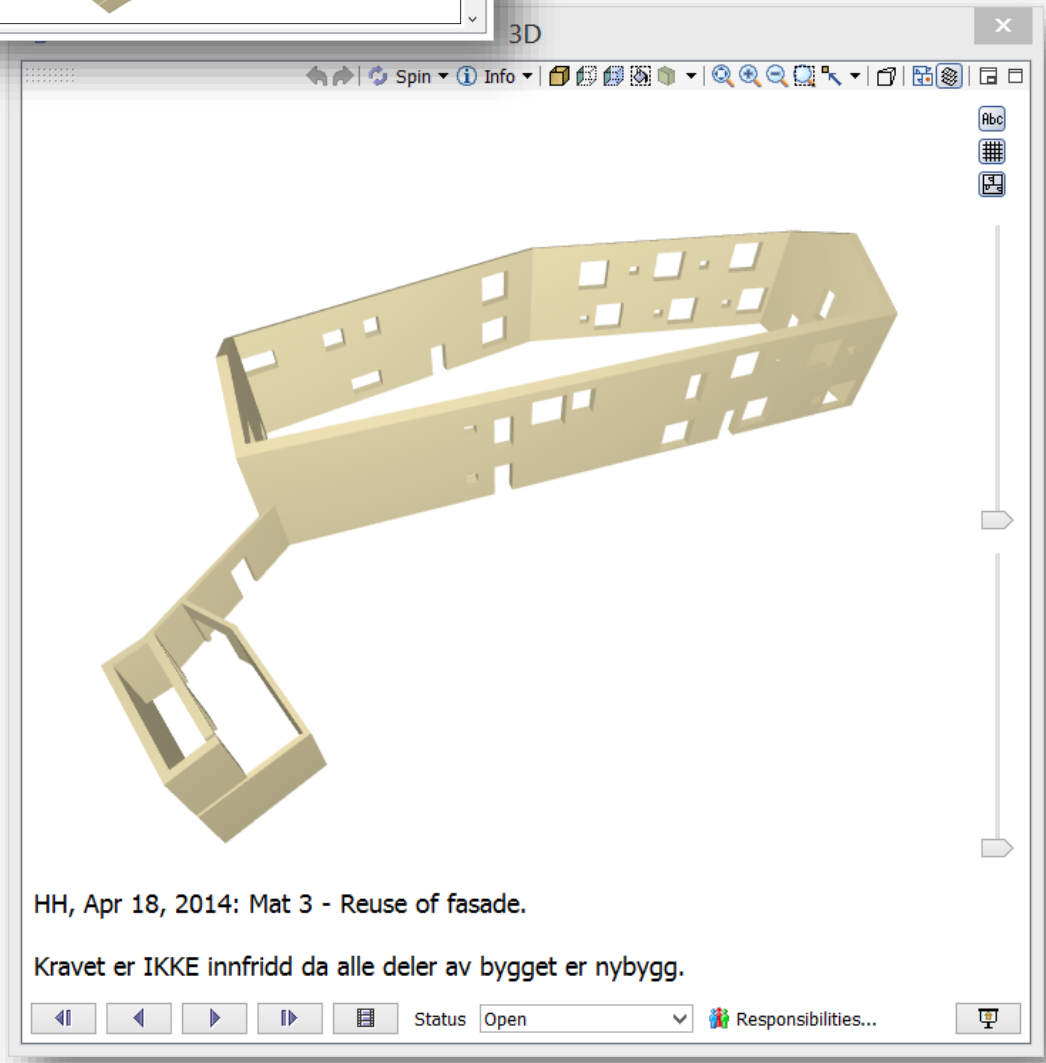 3D
Spin Info
Abc
HH, Apr 18, 2014: Mat 3 - Reuse of fasade.
Kravet er IKKE innfridd da alle deler av bygget er nybygg.
Status Open Responsibilities...